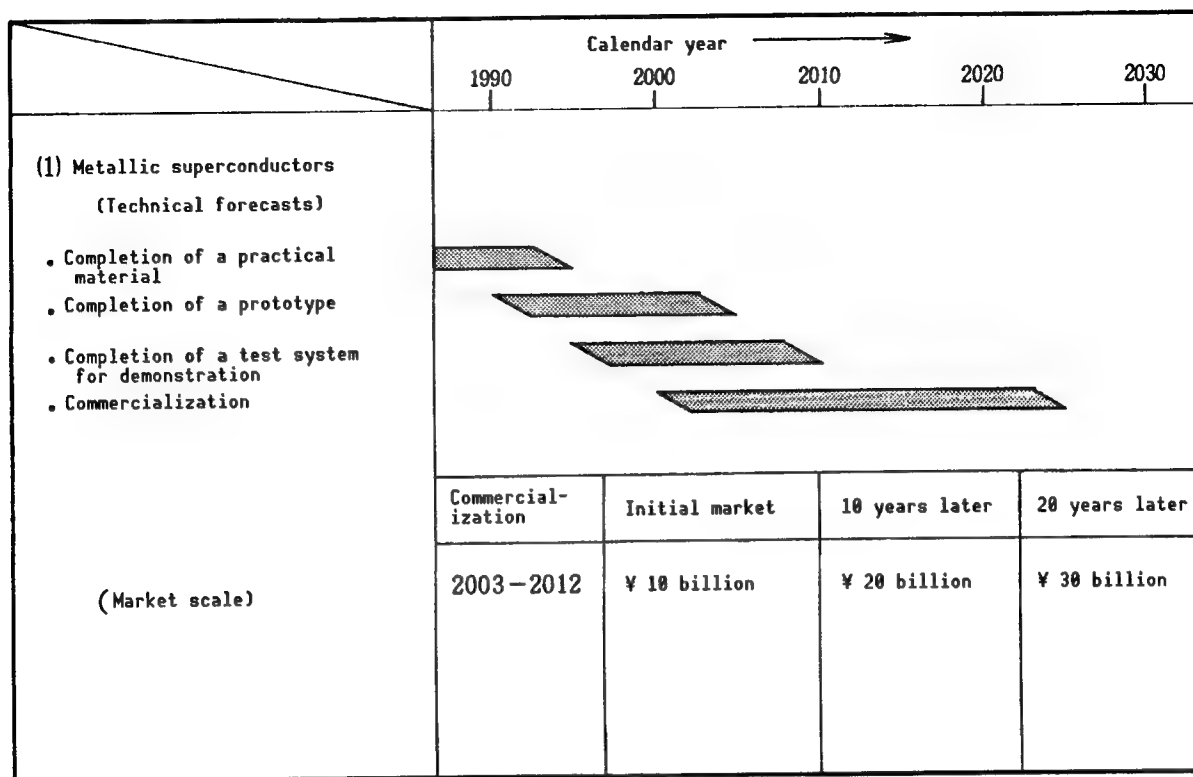 Calendar year
1990 2000 2010 2020 2030
(1) Metallic superconductors
(Technical forecasts)
. Completion of a practical
material
. Completion of a prototype
. Completion of a test system
for demonstration
. Commercialization
Commercial-
ization
Initial market
10 years later
20 years later
(Market scale)
2003–2012
¥ 10 billion
¥ 20 billion
¥ 30 billion